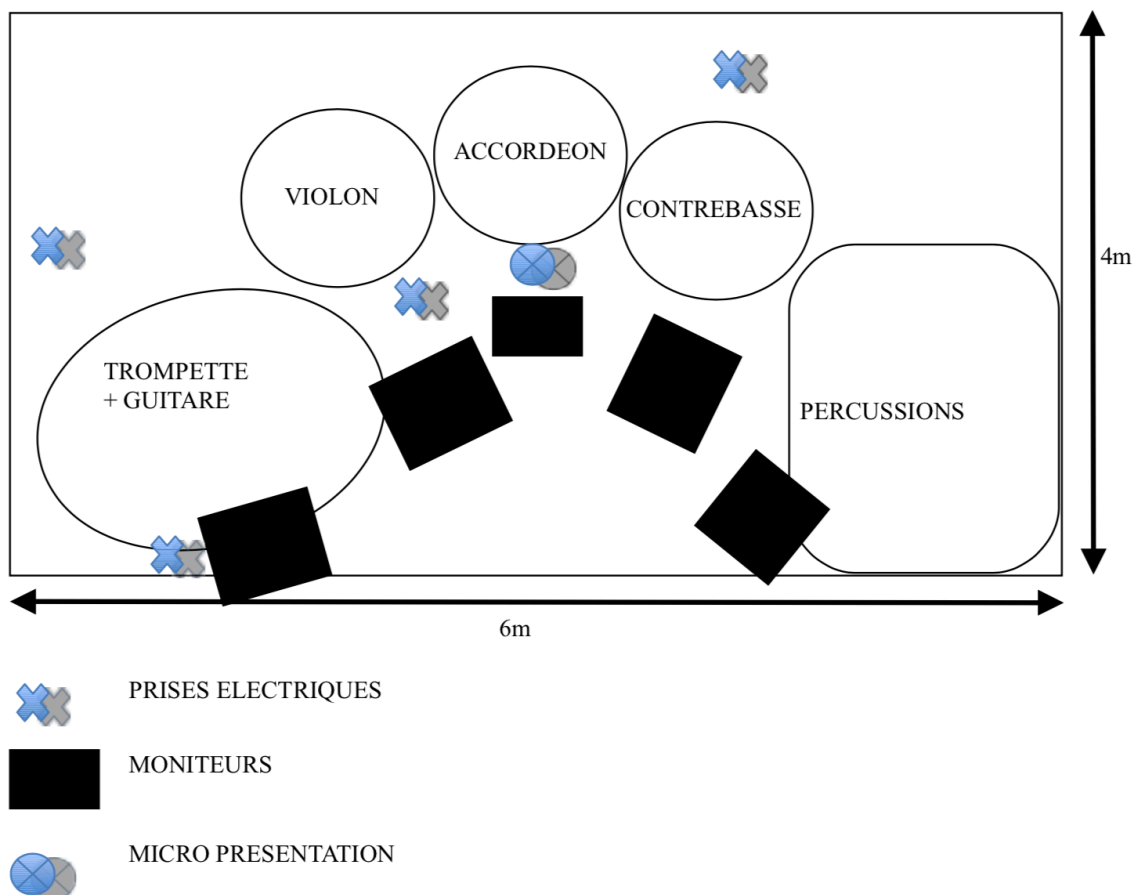 ACCORDEON
VIOLON
CONTREBASSE
4m
TROMPETTE
+ GUITARE
PERCUSSIONS
6m
PRISES ELECTRIQUES
MONITEURS
MICRO PRESENTATION